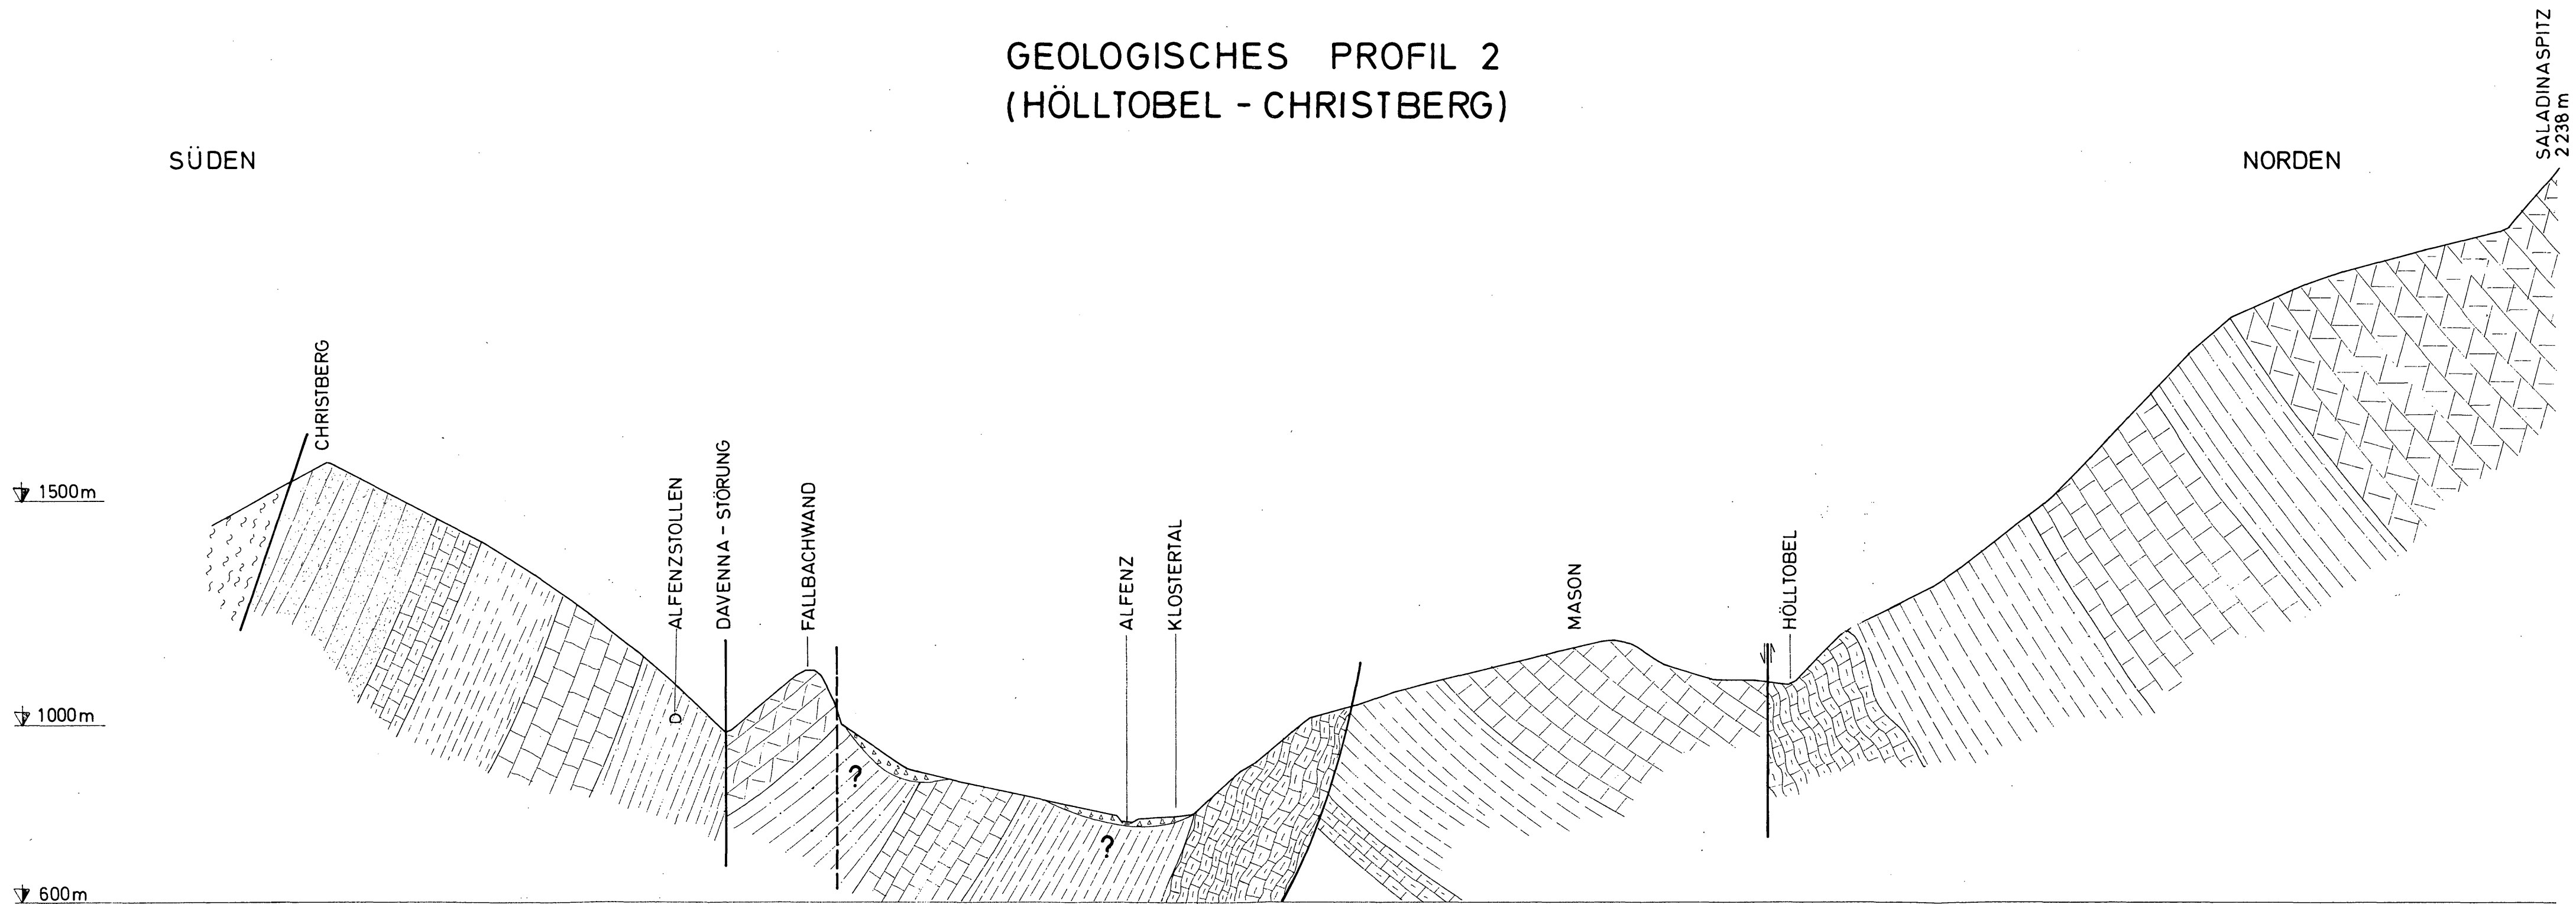 GEOLOGISCHES PROFIL 2
(HÖLLTOBEL - CHRISTBERG)
SÜDEN
NORDEN
SALADINASPITZ
2238m
CHRISTBERG
ALFENZSTOLLEN
DAVENNA - STÖRUNG
FALLBACHWAND
ALFENZ
KLOSTERTAL
MASON
HÖLLTOBEL
1500m
1000m
600m
?
?